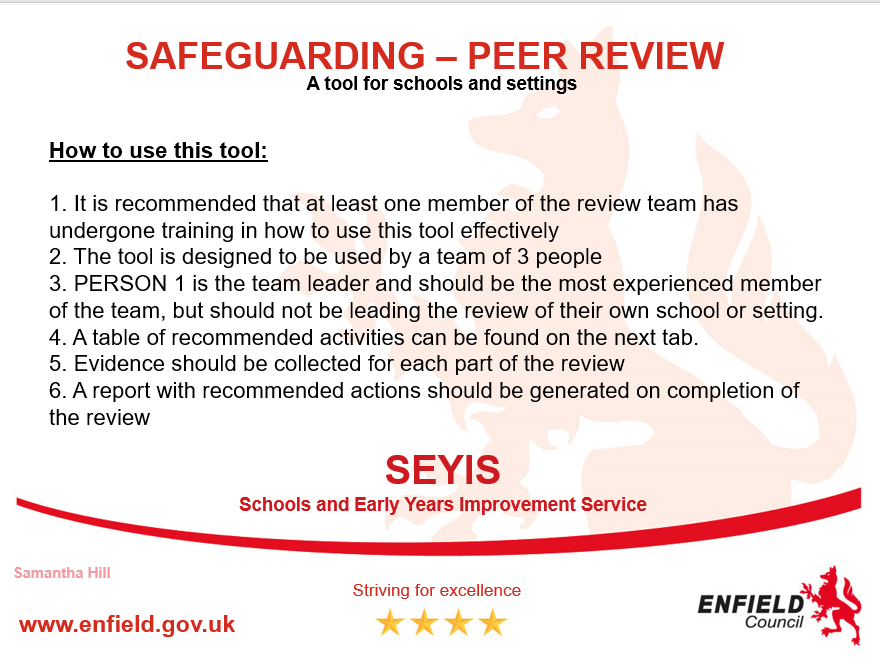 SAFEGUARDING – PEER REVIEW
A tool for schools and settings
How to use this tool:
1. It is recommended that at least one member of the review team has
undergone training in how to use this tool effectively
2. The tool is designed to be used by a team of 3 people
3. PERSON 1 is the team leader and should be the most experienced member
of the team, but should not be leading the review of their own school or setting.
4. A table of recommended activities can be found on the next tab.
5. Evidence should be collected for each part of the review
6. A report with recommended actions should be generated on completion of
the review
SEYIS
Schools and Early Years Improvement Service
Samantha Hill
Striving for excellence
www.enfield.gov.uk
ENFIELD
Council